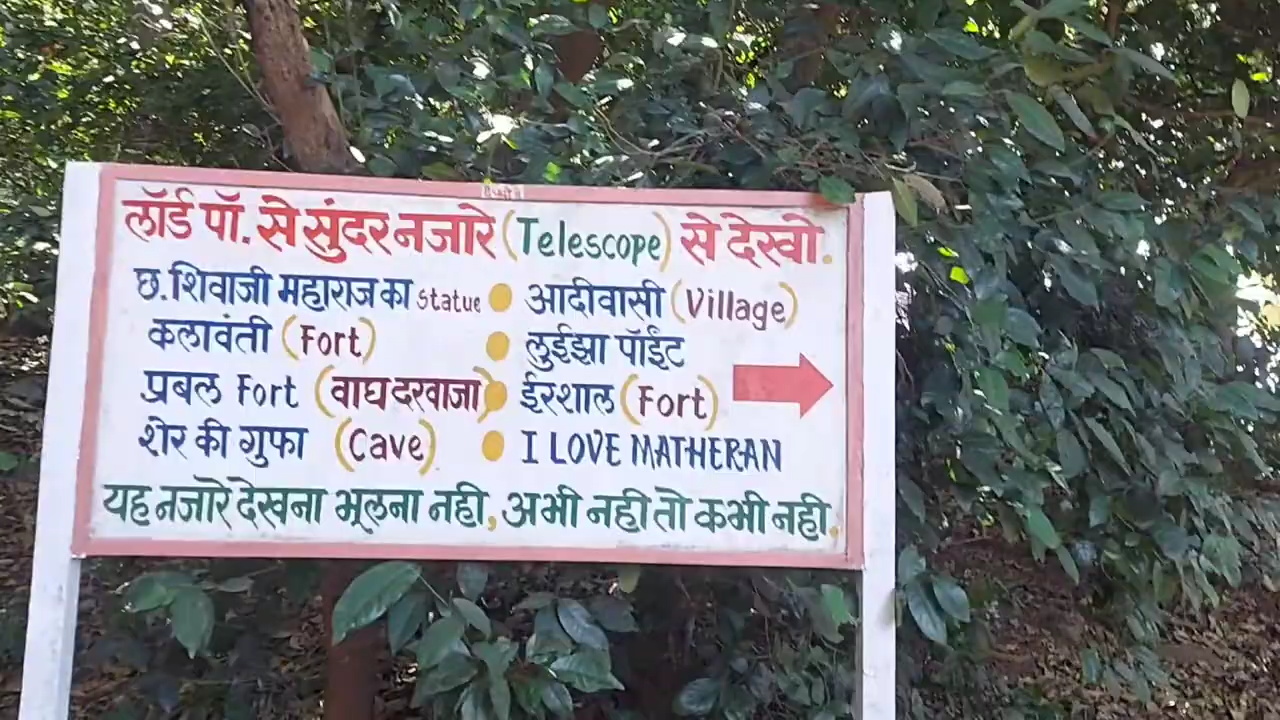 लॉर्ड पॉ. से सुंदर नजारे (Telescope) से देखो.
छ. शिवाजी महाराज का Statue ● आदीवासी (Village)
कलावंती (Fort) ● लुईझा पॉईंट
प्रबल Fort (वाघ दरवाजा) ● ईरशाल (Fort)
शेर की गुफा (Cave) ● I LOVE MATHERAN
यह नजारे देखना भूलना नही, अभी नही तो कभी नही.